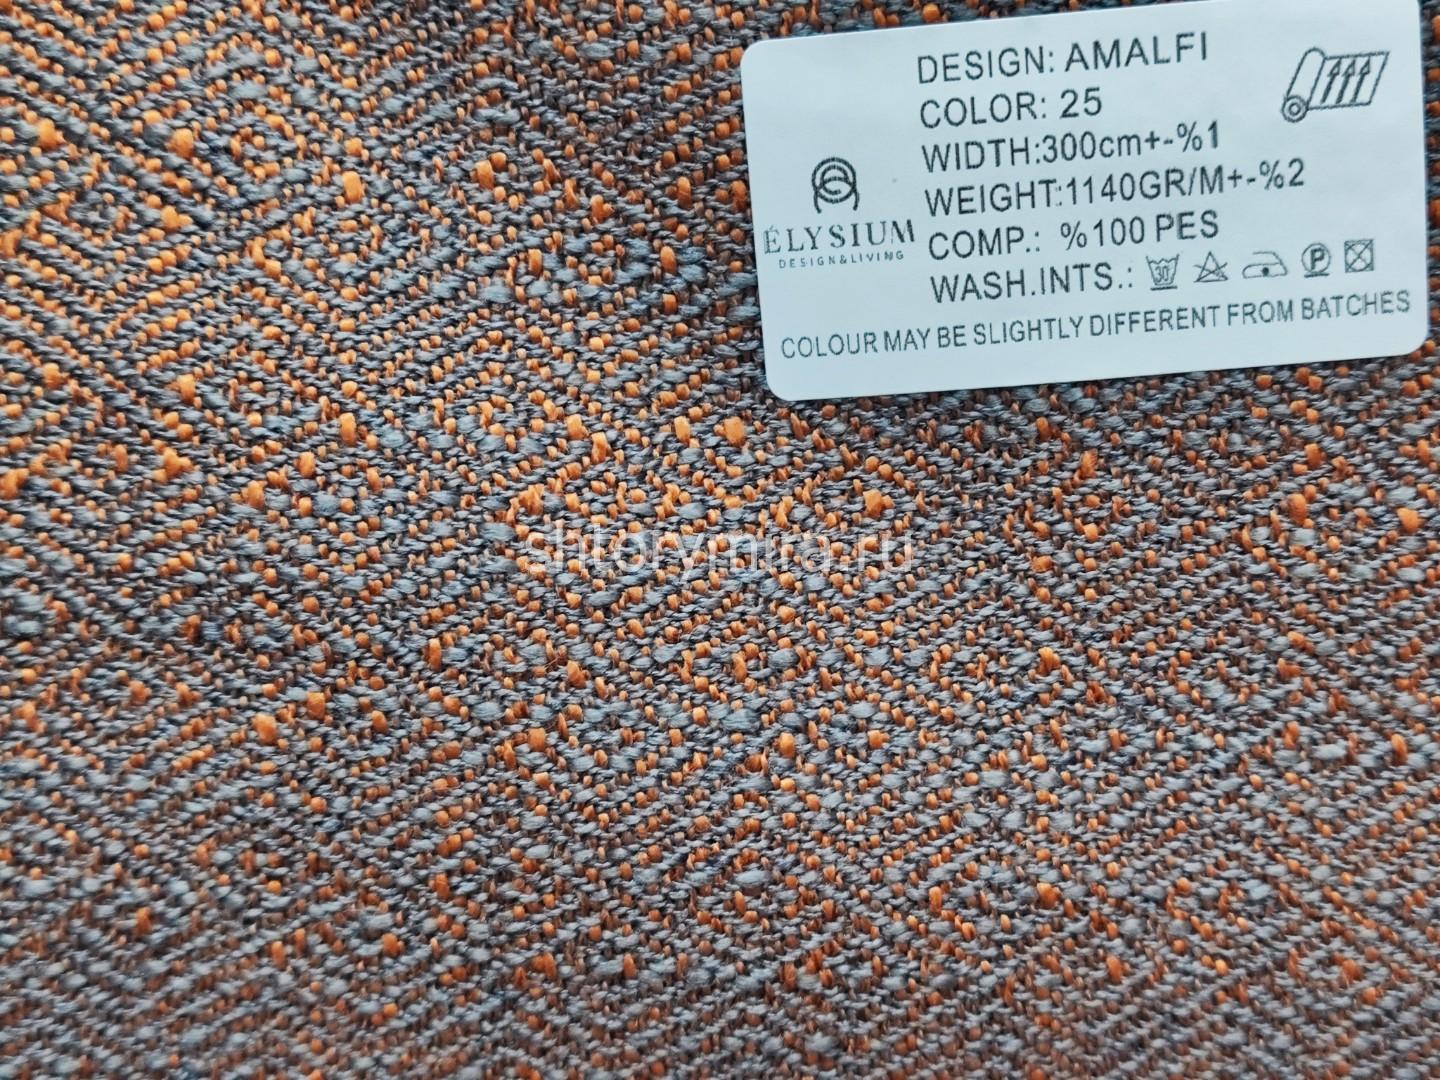 DESIGN: AMALFI
COLOR: 25
WIDTH:300cm+-%1
WEIGHT:1140GR/M+-%2
COMP.: %100 PES
WASH.INTS.: 30 P
ÉLYSIUM
DESIGN&LIVING
COLOUR MAY BE SLIGHTLY DIFFERENT FROM BATCHES
shtorymira.ru